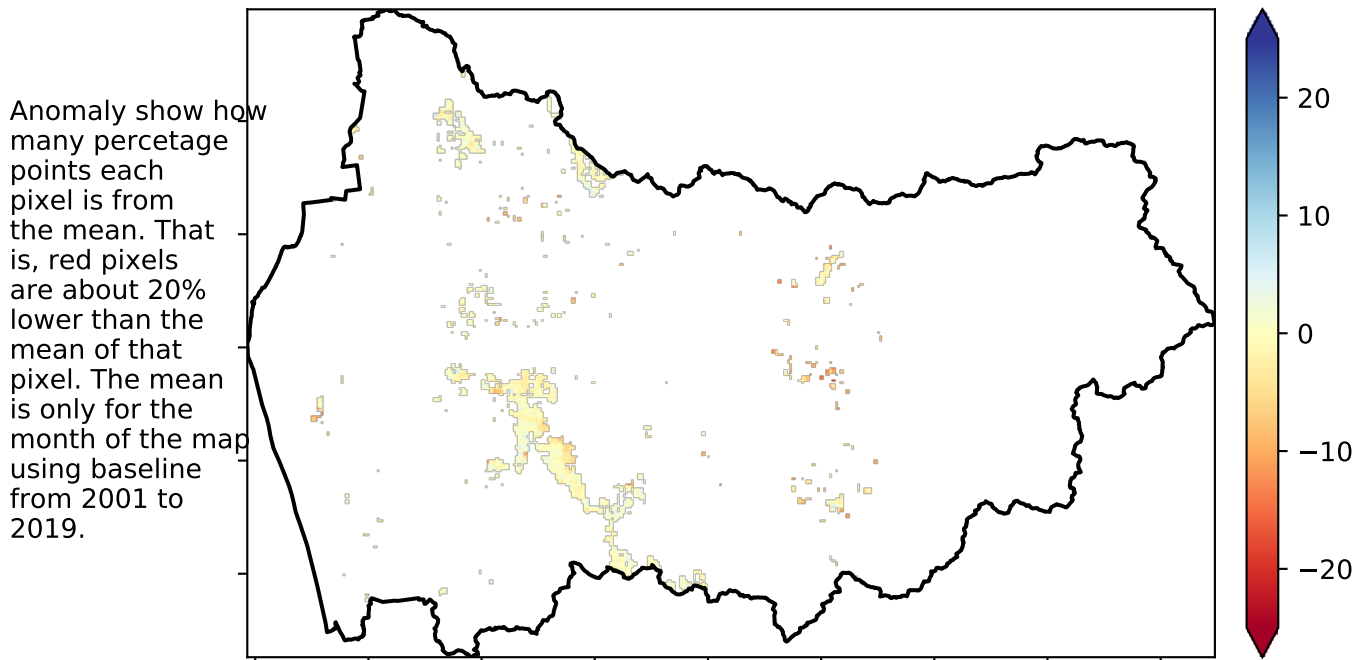 Anomaly show how
many percetage
points each
pixel is from
the mean. That
is, red pixels
are about 20%
lower than the
mean of that
pixel. The mean
is only for the
month of the map
using baseline
from 2001 to
2019.
20
10
0
−10
−20